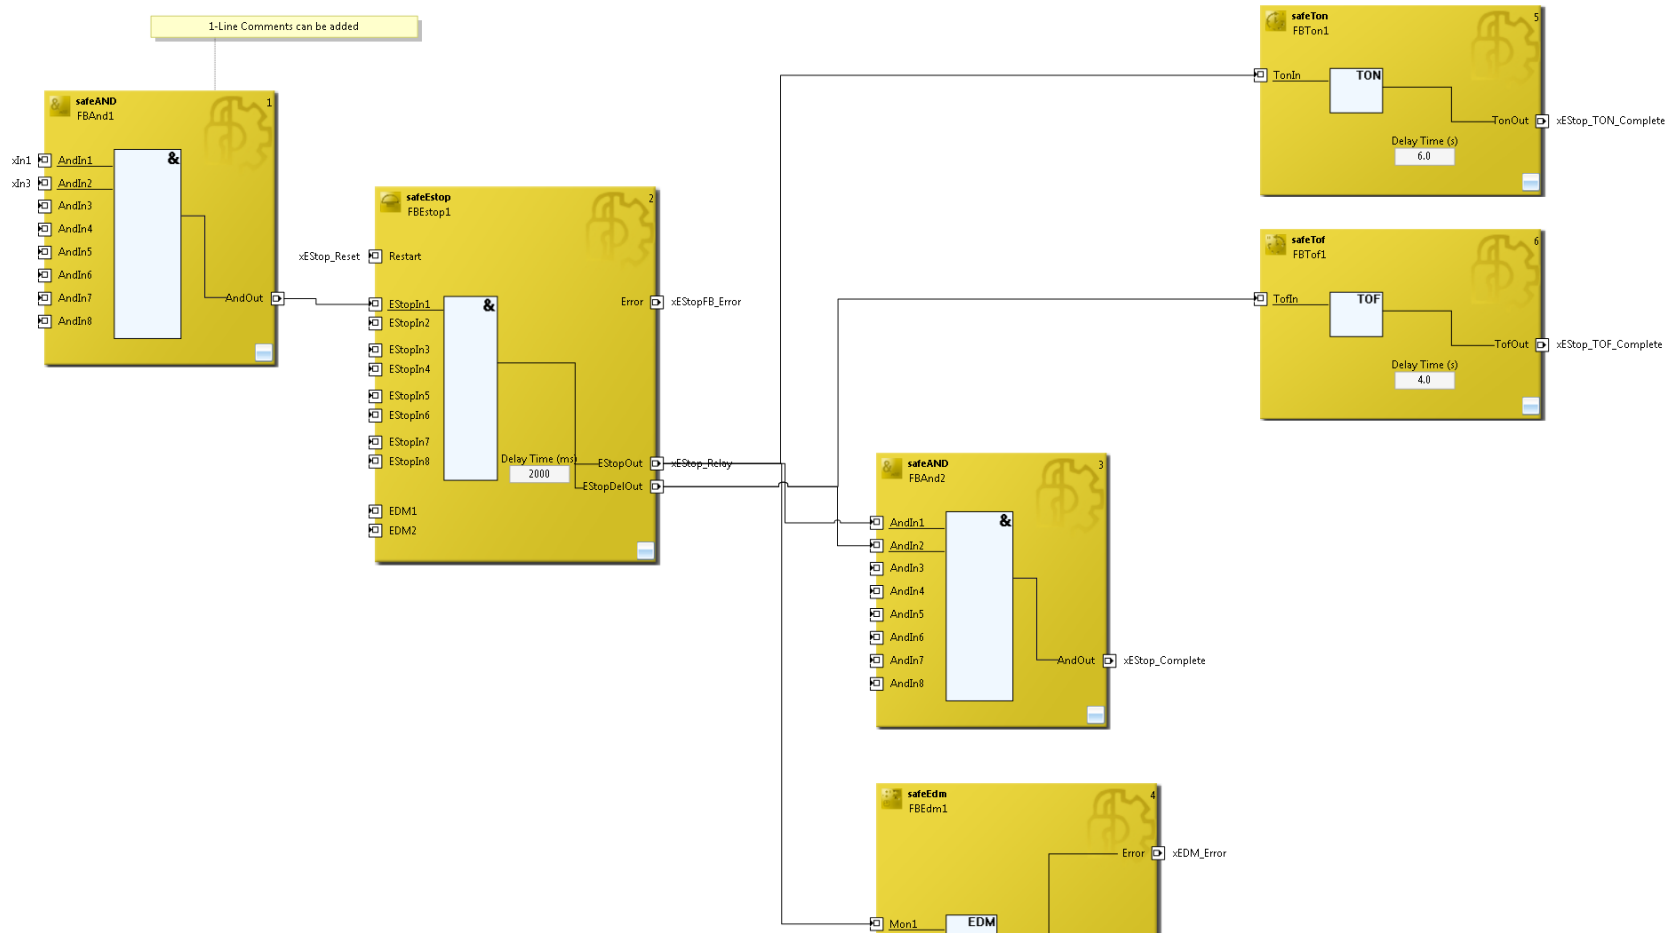 1-Line Comments can be added
safeAND
1
FBAnd1
&
xIn1
AndIn1
xIn3
AndIn2
AndIn3
AndIn4
AndIn5
AndIn6
AndIn7
AndIn8
AndOut
safeEstop
2
FBEstop1
xEStop_Reset
Restart
&
EStopIn1
EStopIn2
EStopIn3
EStopIn4
EStopIn5
EStopIn6
EStopIn7
EStopIn8
EDM1
EDM2
Error
xEStopFB_Error
Delay Time (ms)
2000
EStopOut
xEStop_Relay
EStopDelOut
safeAND
3
FBAnd2
&
AndIn1
AndIn2
AndIn3
AndIn4
AndIn5
AndIn6
AndIn7
AndIn8
AndOut
xEStop_Complete
safeEdm
4
FBEdm1
Error
xEDM_Error
Mon1
EDM
safeTon
5
FBTon1
TonIn
TON
TonOut
xEStop_TON_Complete
Delay Time (s)
6.0
safeTof
6
FBTof1
TofIn
TOF
TofOut
xEStop_TOF_Complete
Delay Time (s)
4.0